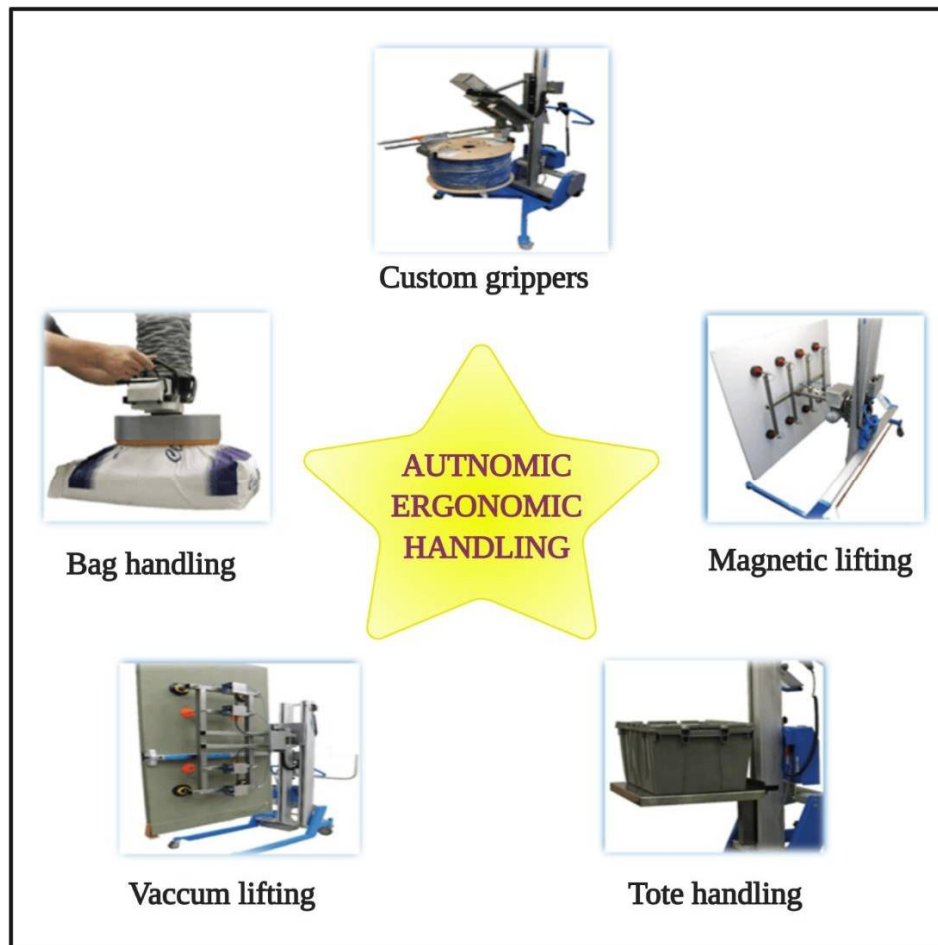 Custom grippers
AUTNOMIC
ERGONOMIC
HANDLING
Bag handling
Magnetic lifting
Vaccum lifting
Tote handling